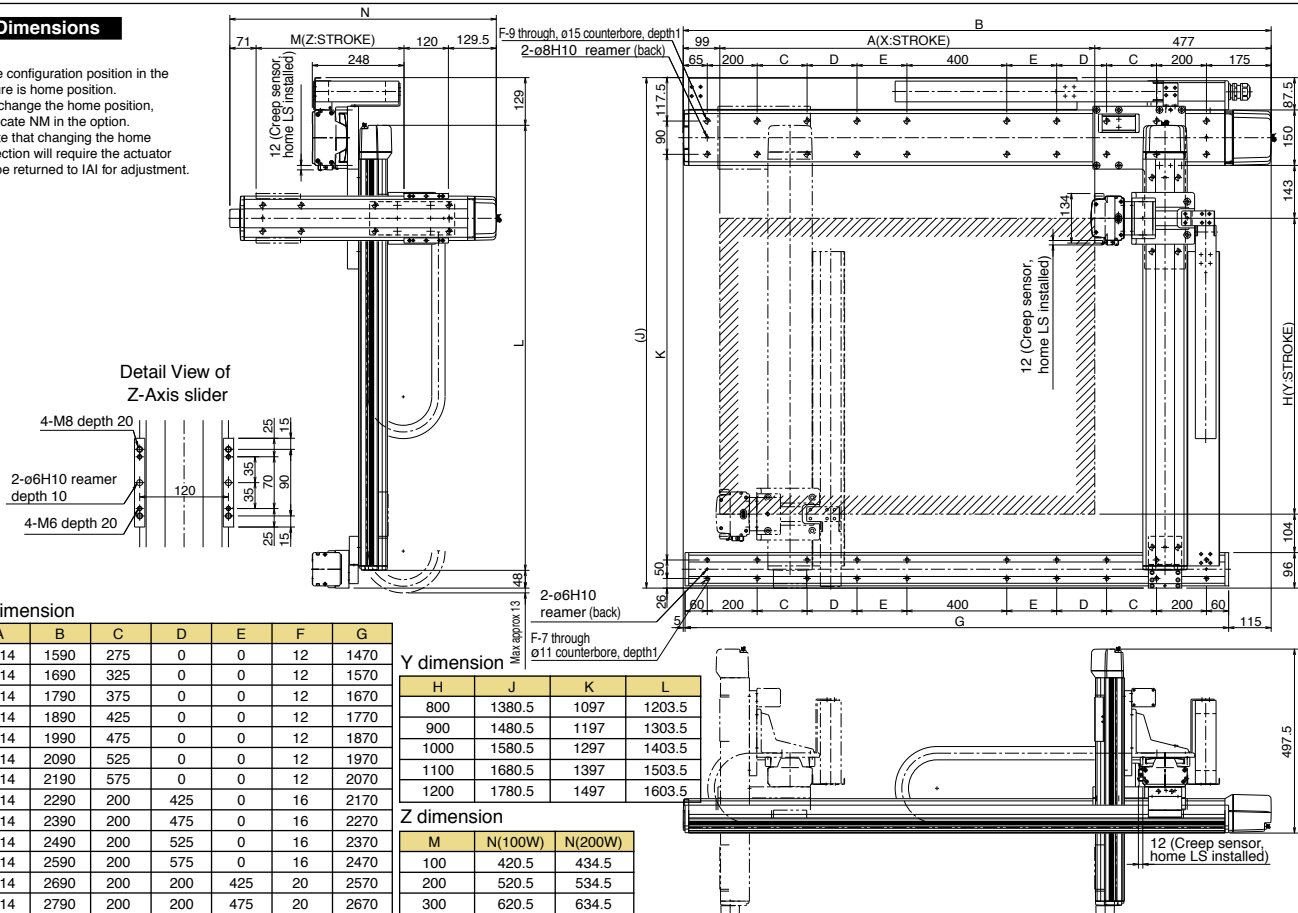 Dimensions
configuration position in the
is home position.
change the home position,
NM in the option.
that changing the home
will require the actuator
be returned to IAI for adjustment.
N
71
M(Z:STROKE)
120
129.5
248
12 (Creep sensor,
home LS installed)
129
L
48
Max approx 13
Detail View of
Z-Axis slider
4-M8 depth 20
2-ø6H10 reamer
depth 10
4-M6 depth 20
120
25
15
35
70
90
35
25
15
F-9 through, ø15 counterbore, depth1
2-ø8H10 reamer (back)
B
99
A(X:STROKE)
477
65
200
C
D
E
400
E
D
C
200
175
117.5
90
(J)
K
50
26
87.5
150
143
134
12 (Creep sensor,
home LS installed)
H(Y:STROKE)
104
96
2-ø6H10
reamer (back)
F-7 through
ø11 counterbore, depth1
60
200
C
D
E
400
E
D
C
200
60
5
G
115
497.5
12 (Creep sensor,
home LS installed)
dimension
B C D E F G
14 1590 275 0 0 12 1470
14 1690 325 0 0 12 1570
14 1790 375 0 0 12 1670
14 1890 425 0 0 12 1770
14 1990 475 0 0 12 1870
14 2090 525 0 0 12 1970
14 2190 575 0 0 12 2070
14 2290 200 425 0 16 2170
14 2390 200 475 0 16 2270
14 2490 200 525 0 16 2370
14 2590 200 575 0 16 2470
14 2690 200 200 425 20 2570
14 2790 200 200 475 20 2670
Y dimension
H J K L
800 1380.5 1097 1203.5
900 1480.5 1197 1303.5
1000 1580.5 1297 1403.5
1100 1680.5 1397 1503.5
1200 1780.5 1497 1603.5
Z dimension
M N(100W) N(200W)
100 420.5 434.5
200 520.5 534.5
300 620.5 634.5